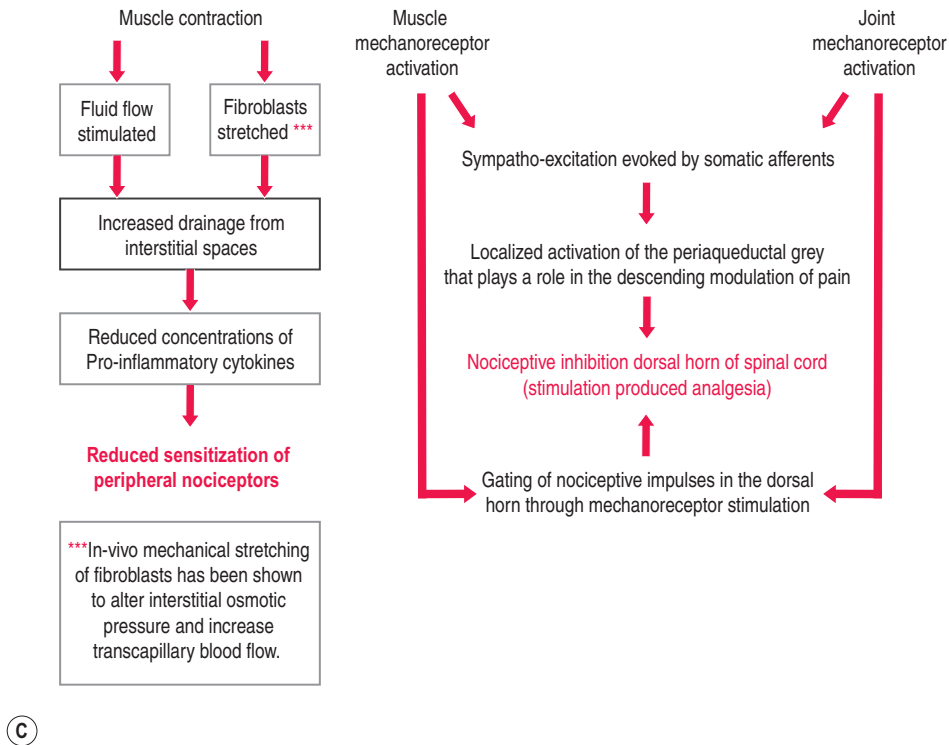 Muscle contraction
Fluid flow
stimulated
Fibroblasts
stretched ***
Increased drainage from
interstitial spaces
Reduced concentrations of
Pro-inflammatory cytokines
Reduced sensitization of
peripheral nociceptors
***In-vivo mechanical stretching
of fibroblasts has been shown
to alter interstitial osmotic
pressure and increase
transcapillary blood flow.
Muscle
mechanoreceptor
activation
Joint
mechanoreceptor
activation
Sympatho-excitation evoked by somatic afferents
Localized activation of the periaqueductal grey
that plays a role in the descending modulation of pain
Nociceptive inhibition dorsal horn of spinal cord
(stimulation produced analgesia)
Gating of nociceptive impulses in the dorsal
horn through mechanoreceptor stimulation
C